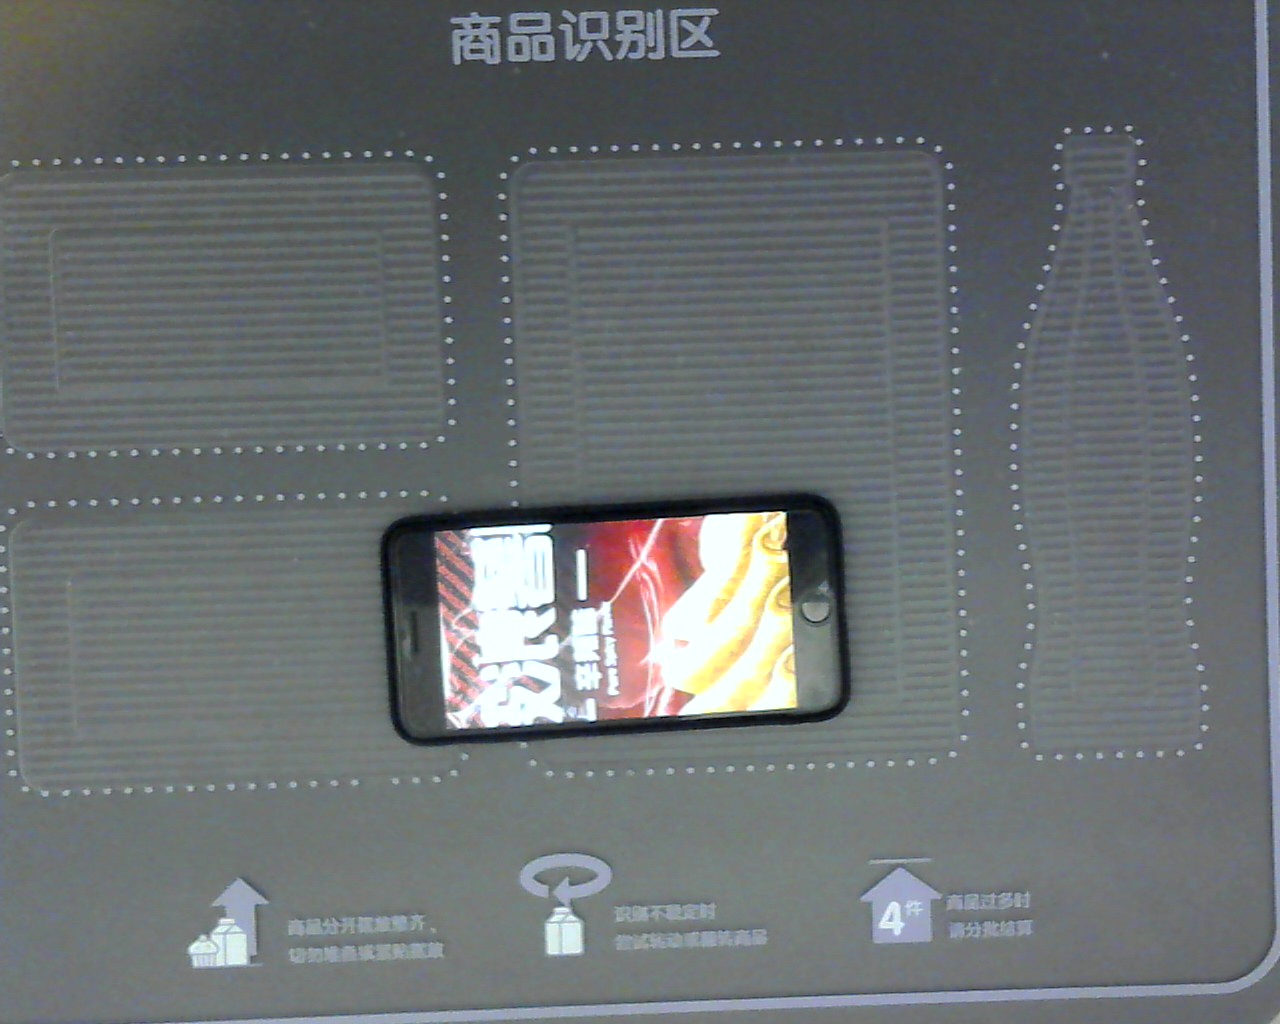 商品识别区
商品分开摆放整齐、
切勿堆叠或竖贴摆放
识别不稳定时
尝试转动或翻转商品
4件
商品过多时
请分批结算